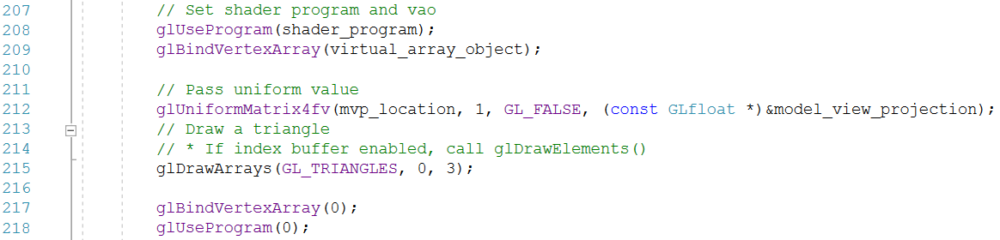 207 // Set shader program and vao
208 glUseProgram(shader_program);
209 glBindVertexArray(virtual_array_object);
210
211 // Pass uniform value
212 glUniformMatrix4fv(mvp_location, 1, GL_FALSE, (const GLfloat *)&model_view_projection);
213 // Draw a triangle
214 // * If index buffer enabled, call glDrawElements()
215 glDrawArrays(GL_TRIANGLES, 0, 3);
216
217 glBindVertexArray(0);
218 glUseProgram(0);